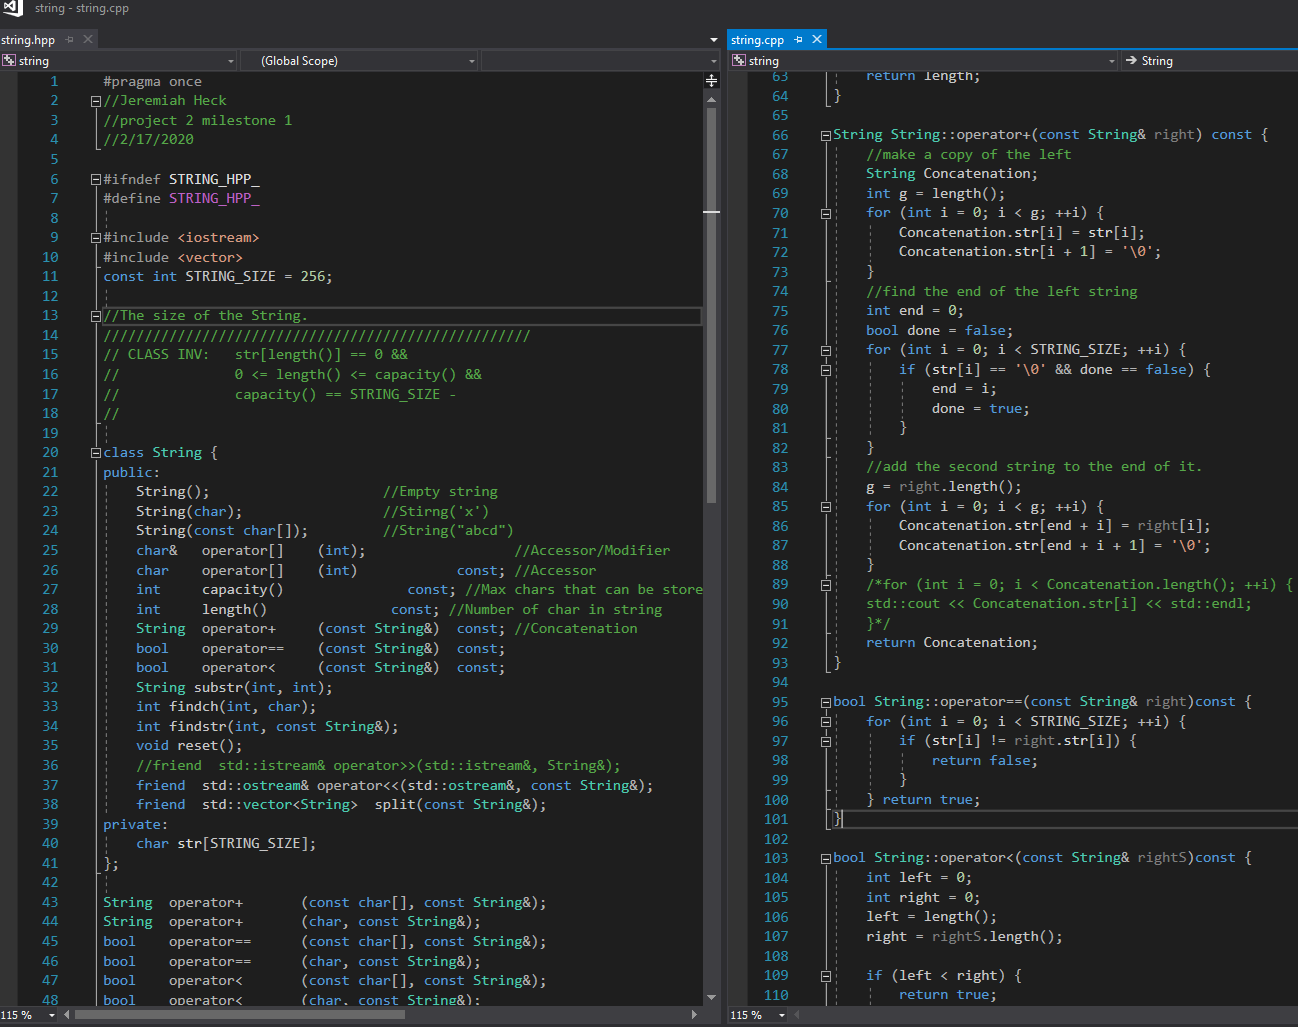 string - string.cpp
string.hpp
string
(Global Scope)
1 #pragma once
2 //Jeremiah Heck
3 //project 2 milestone 1
4 //2/17/2020
5
6 #ifndef STRING_HPP_
7 #define STRING_HPP_
8
9 #include <iostream>
10 #include <vector>
11 const int STRING_SIZE = 256;
12
13 //The size of the String.
14 ////////////////////////////////////////////////////
15 // CLASS INV:   str[length()] == 0 &&
16 //              0 <= length() <= capacity() &&
17 //              capacity() == STRING_SIZE -
18 //
19
20 class String {
21 public:
22     String();                     //Empty string
23     String(char);                 //Stirng('x')
24     String(const char[]);         //String("abcd")
25     char&   operator[]    (int);                  //Accessor/Modifier
26     char    operator[]    (int)            const; //Accessor
27     int     capacity()               const; //Max chars that can be store
28     int     length()               const; //Number of char in string
29     String  operator+     (const String&)  const; //Concatenation
30     bool    operator==    (const String&)  const;
31     bool    operator<     (const String&)  const;
32     String substr(int, int);
33     int findch(int, char);
34     int findstr(int, const String&);
35     void reset();
36     //friend  std::istream& operator>>(std::istream&, String&);
37     friend  std::ostream& operator<<(std::ostream&, const String&);
38     friend  std::vector<String>  split(const String&);
39 private:
40     char str[STRING_SIZE];
41 };
42
43 String  operator+       (const char[], const String&);
44 String  operator+       (char, const String&);
45 bool    operator==      (const char[], const String&);
46 bool    operator==      (char, const String&);
47 bool    operator<       (const char[], const String&);
48 bool    operator<       (char, const String&);
115 %
string.cpp
string
String
63     return length;
64 }
65
66 String String::operator+(const String& right) const {
67     //make a copy of the left
68     String Concatenation;
69     int g = length();
70     for (int i = 0; i < g; ++i) {
71         Concatenation.str[i] = str[i];
72         Concatenation.str[i + 1] = '\0';
73     }
74     //find the end of the left string
75     int end = 0;
76     bool done = false;
77     for (int i = 0; i < STRING_SIZE; ++i) {
78         if (str[i] == '\0' && done == false) {
79             end = i;
80             done = true;
81         }
82     }
83     //add the second string to the end of it.
84     g = right.length();
85     for (int i = 0; i < g; ++i) {
86         Concatenation.str[end + i] = right[i];
87         Concatenation.str[end + i + 1] = '\0';
88     }
89     /*for (int i = 0; i < Concatenation.length(); ++i) {
90     std::cout << Concatenation.str[i] << std::endl;
91     }*/
92     return Concatenation;
93 }
94
95 bool String::operator==(const String& right)const {
96     for (int i = 0; i < STRING_SIZE; ++i) {
97         if (str[i] != right.str[i]) {
98             return false;
99         }
100     } return true;
101 }
102
103 bool String::operator<(const String& rightS)const {
104     int left = 0;
105     int right = 0;
106     left = length();
107     right = rightS.length();
108
109     if (left < right) {
110         return true;
115 %